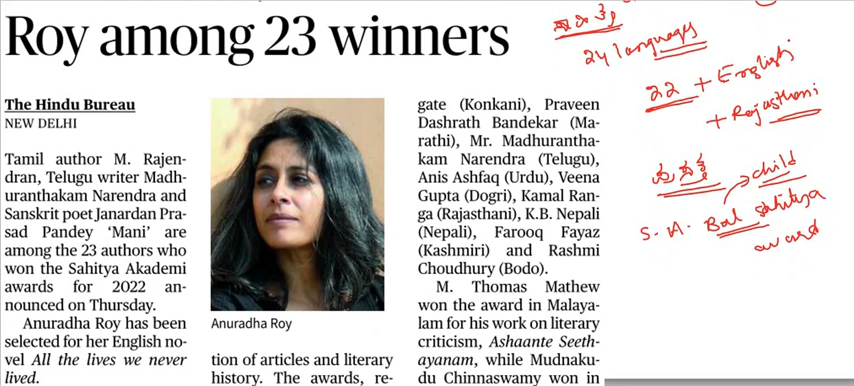 Roy among 23 winners
The Hindu Bureau
NEW DELHI
Tamil author M. Rajen-
dran, Telugu writer Madh-
uranthakam Narendra and
Sanskrit poet Janardan Pra-
sad Pandey ‘Mani’ are
among the 23 authors who
won the Sahitya Akademi
awards for 2022 an-
nounced on Thursday.
Anuradha Roy has been
selected for her English no-
vel All the lives we never
lived.
Anuradha Roy
tion of articles and literary
history. The awards, re-
gate (Konkani), Praveen
Dashrath Bandekar (Ma-
rathi), Mr. Madhurantha-
kam Narendra (Telugu),
Anis Ashfaq (Urdu), Veena
Gupta (Dogri), Kamal Ran-
ga (Rajasthani), K.B. Nepali
(Nepali), Farooq Fayaz
(Kashmiri) and Rashmi
Choudhury (Bodo).
M. Thomas Mathew
won the award in Malaya-
lam for his work on literary
criticism, Ashaante Seeth-
ayanam, while Mudnaku-
du Chinnaswamy won in
24 languages
22 + English
+ Rajasthani
child
S. A. Bal sahitya
award